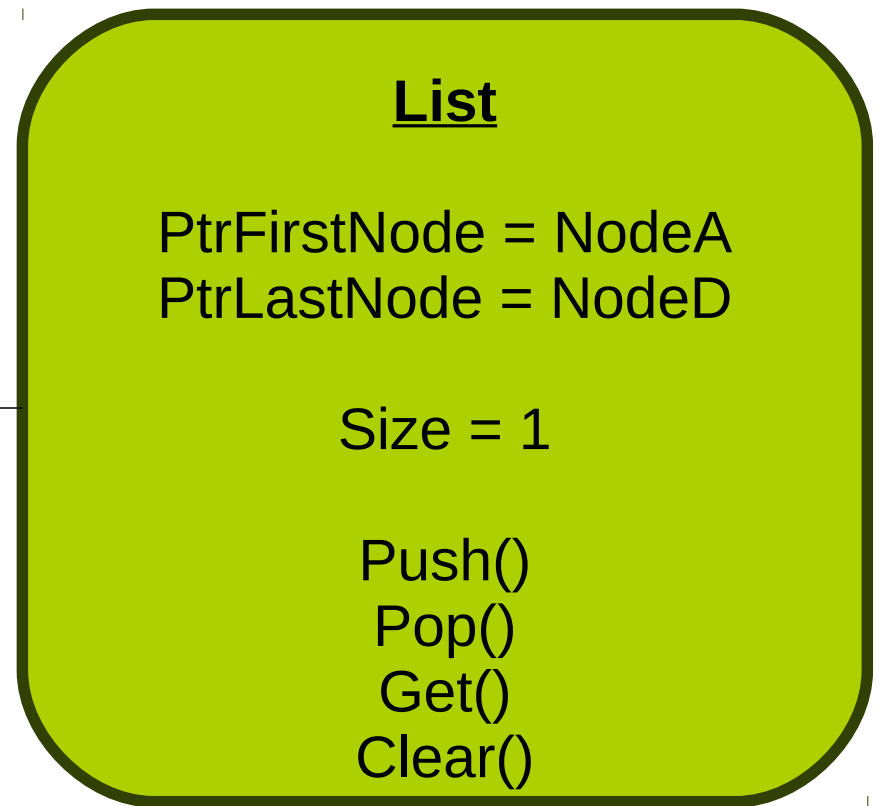 List
PtrFirstNode = NodeA
PtrLastNode = NodeD
Size = 1
Push()
Pop()
Get()
Clear()